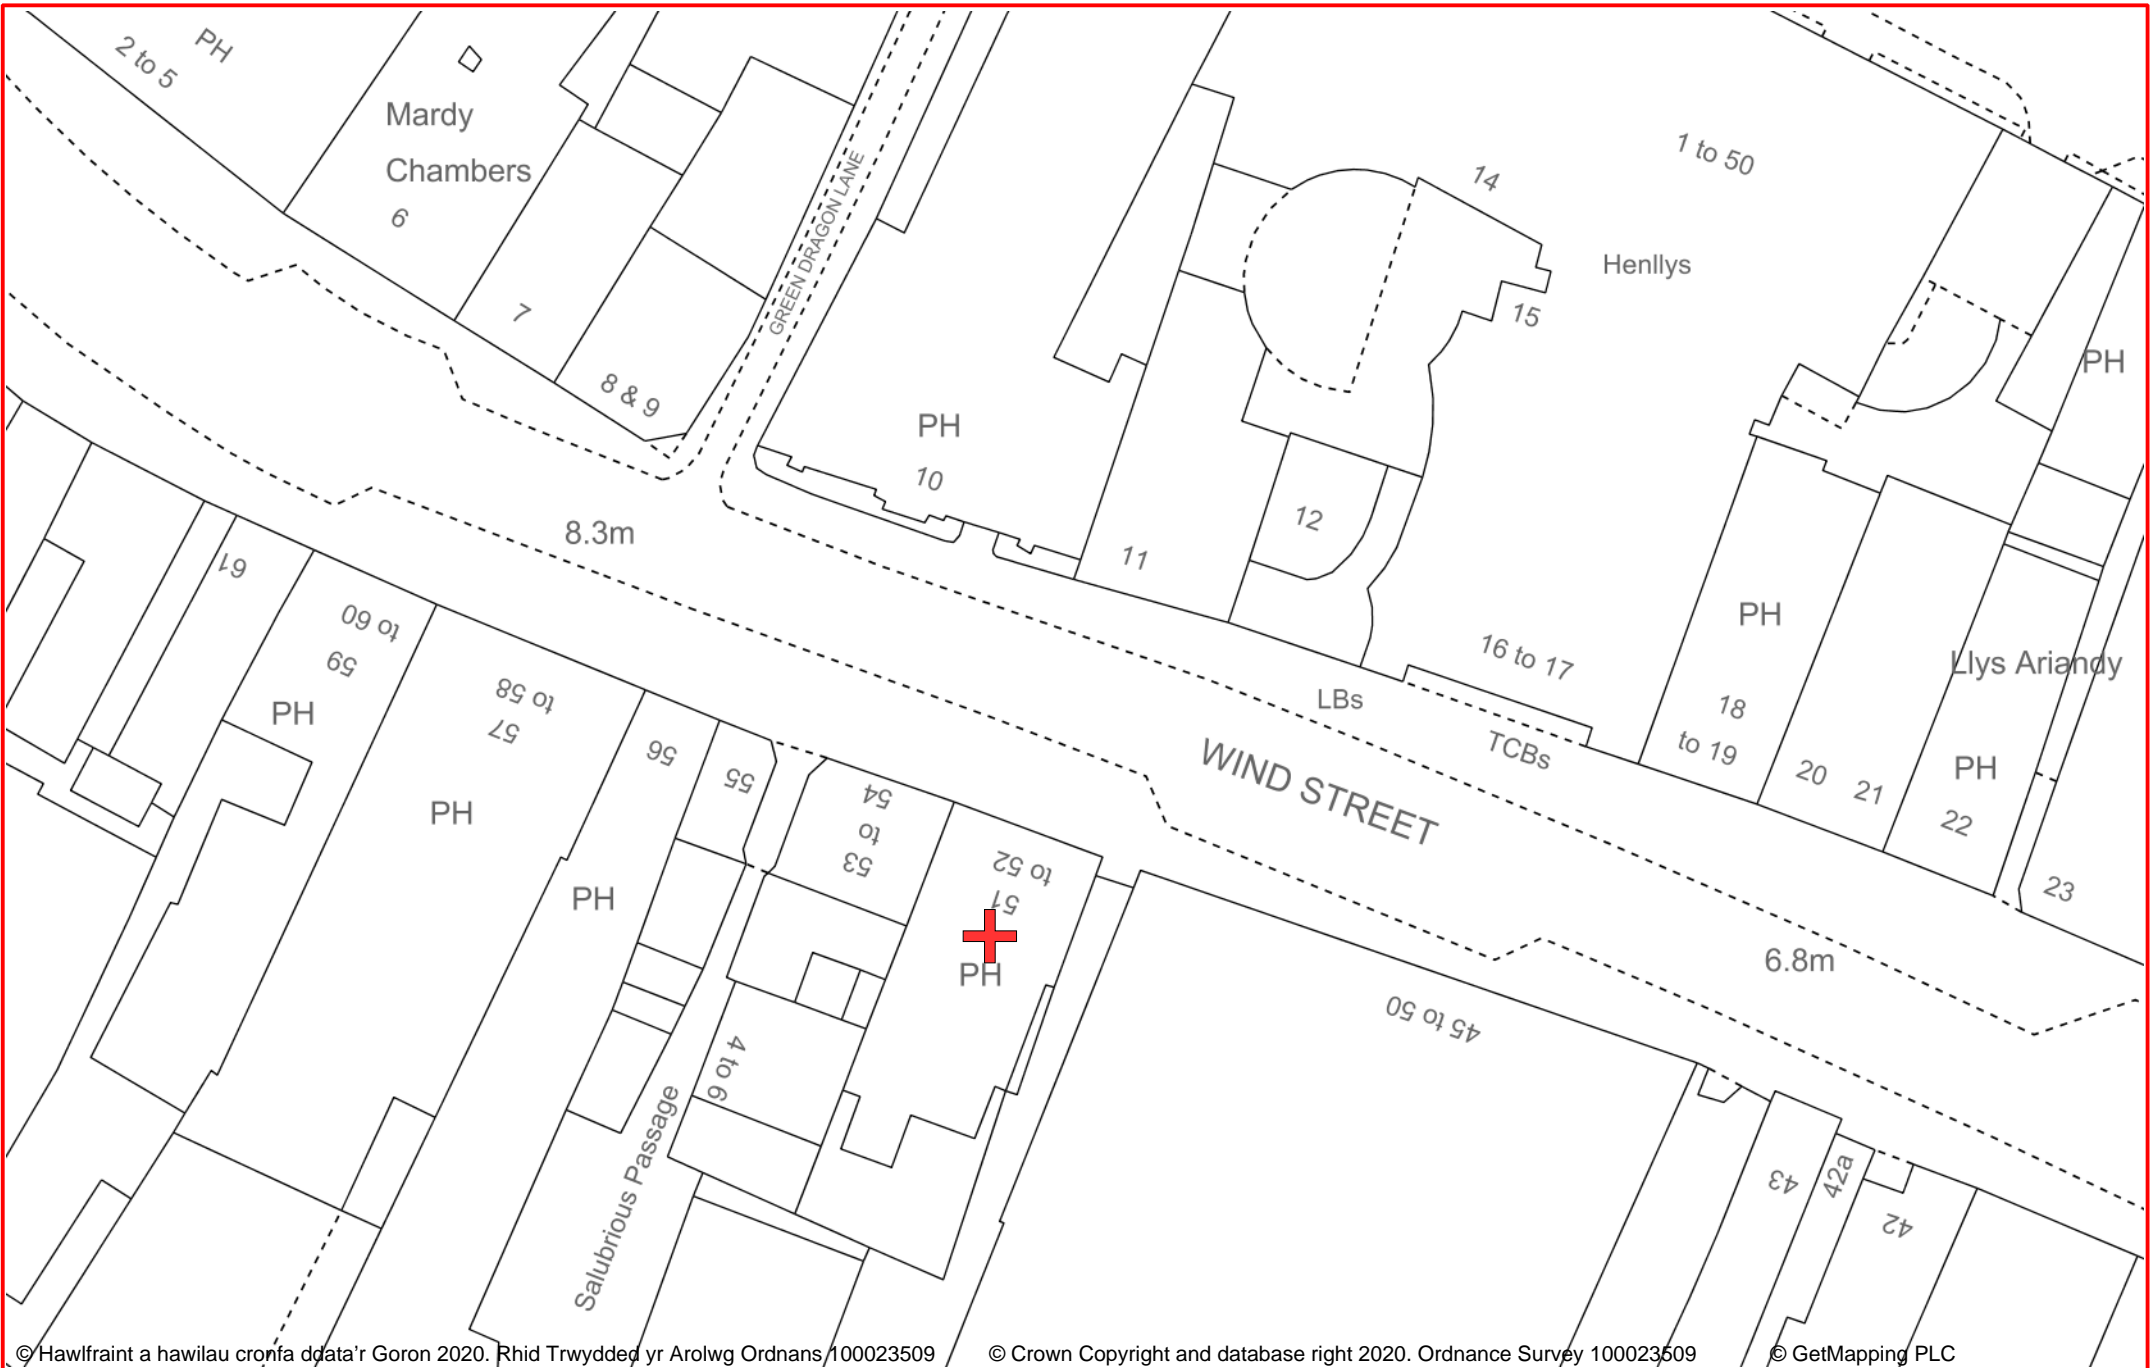 PH
2 to 5
Mardy
Chambers
6
7
8 & 9
GREEN DRAGON LANE
PH
10
11
12
14
15
1 to 50
Henllys
PH
16 to 17
PH
18
to 19
20
21
Llys Ariandy
PH
22
23
LBs
TCBs
WIND STREET
8.3m
6.8m
61
59
to 60
PH
57
to 58
PH
56
PH
55
53
to
54
51
to 52
PH
4 to 6
Salubrious Passage
45 to 50
43
42a
42
© Hawlfraint a hawilau cronfa ddata'r Goron 2020. Rhid Trwydded yr Arolwg Ordnans 100023509
© Crown Copyright and database right 2020. Ordnance Survey 100023509
© GetMapping PLC